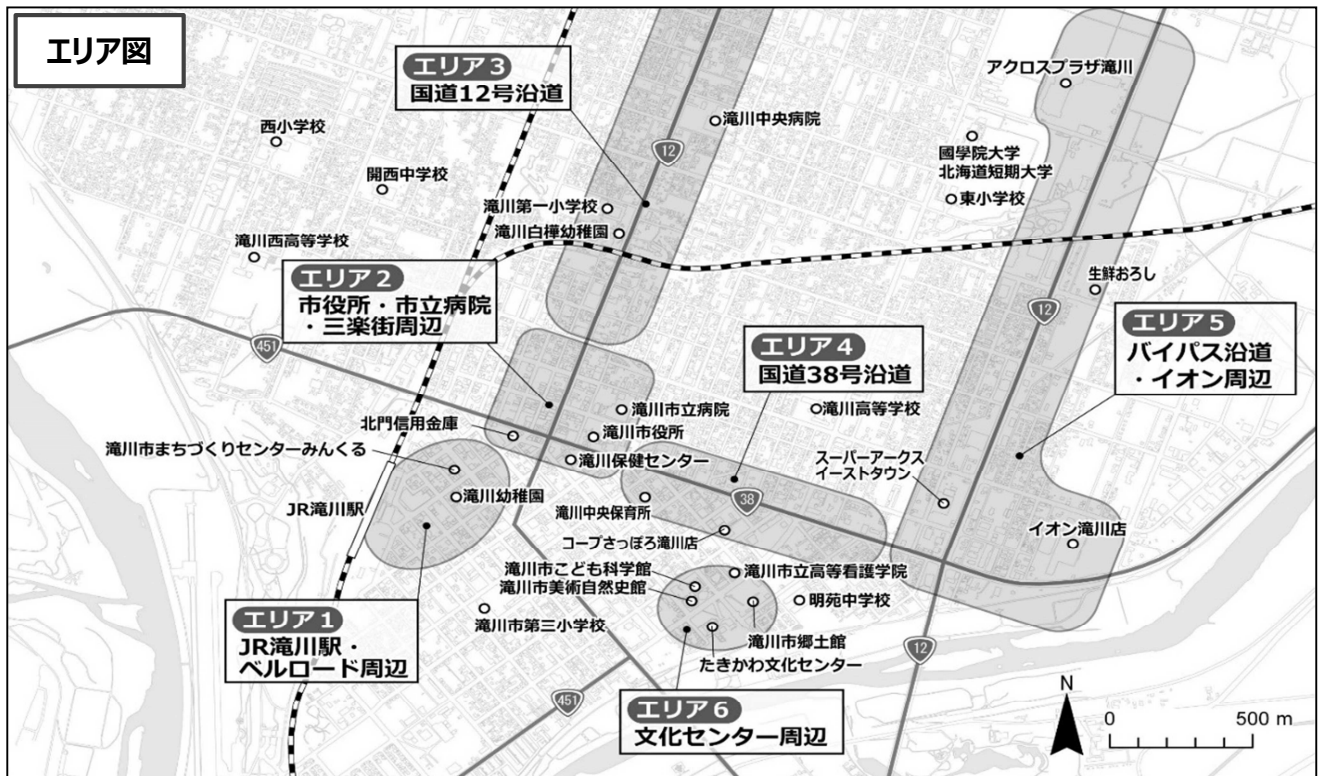 エリア図
エリア3
国道12号沿道
アクロスプラザ滝川
滝川中央病院
12
西小学校
國學院大学
北海道短期大学
開西中学校
東小学校
滝川第一小学校
滝川白樺幼稚園
滝川西高等学校
エリア2
市役所・市立病院
・三楽街周辺
生鮮おろし
12
エリア5
バイパス沿道
・イオン周辺
451
エリア4
国道38号沿道
滝川市立病院
滝川高等学校
北門信用金庫
滝川市役所
滝川市まちづくりセンターみんくる
滝川保健センター
スーパーアークス
イーストタウン
滝川幼稚園
38
JR滝川駅
滝川中央保育所
コープさっぽろ滝川店
イオン滝川店
滝川市こども科学館
滝川市立高等看護学院
滝川市美術自然史館
明苑中学校
エリア1
JR滝川駅・
ベルロード周辺
滝川市第三小学校
滝川市郷土館
たきかわ文化センター
12
451
エリア6
文化センター周辺
N
0 500 m